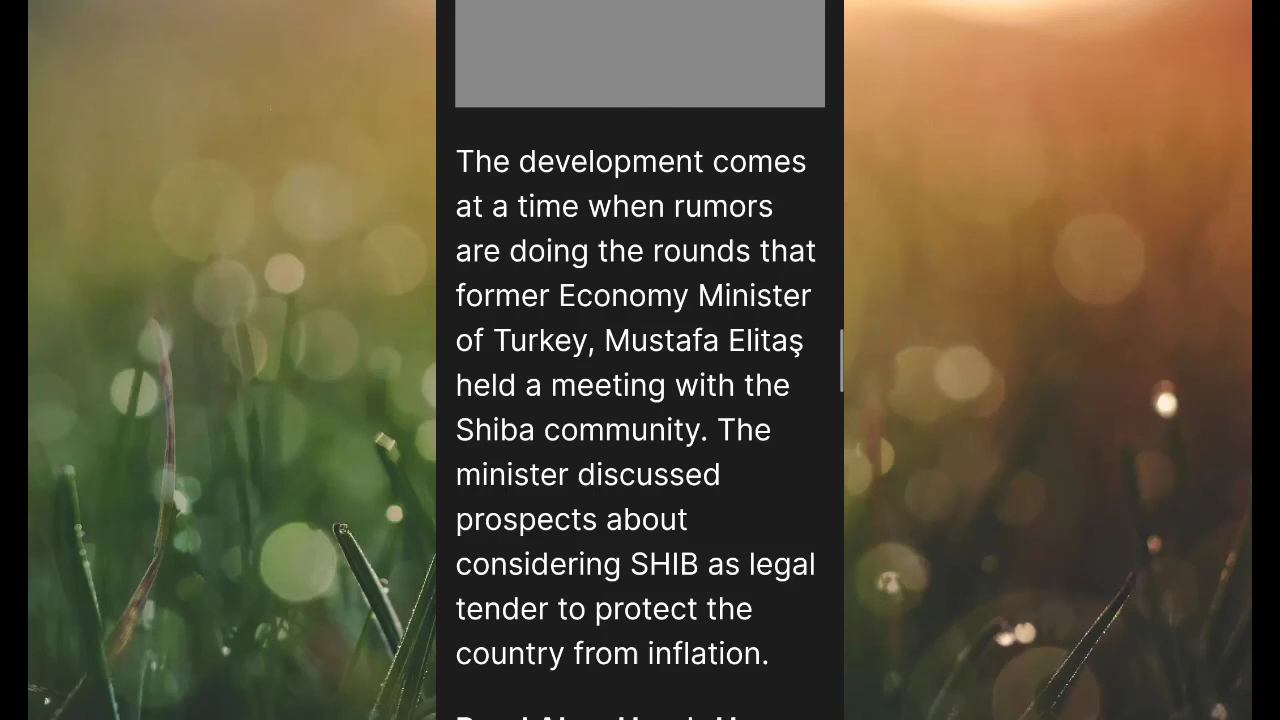 The development comes
at a time when rumors
are doing the rounds that
former Economy Minister
of Turkey, Mustafa Elitaş
held a meeting with the
Shiba community. The
minister discussed
prospects about
considering SHIB as legal
tender to protect the
country from inflation.